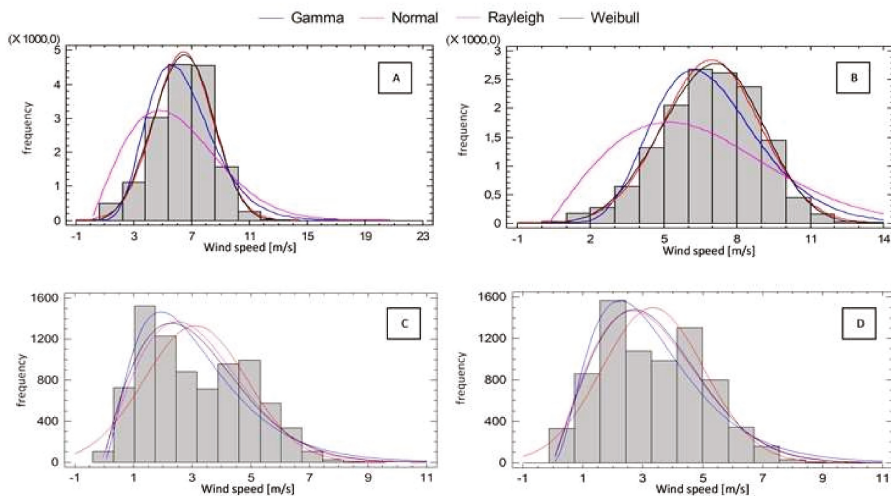 Gamma Normal Rayleigh Weibull
(X 1000,0)
A
frequency
5
4
3
2
1
0
-1 3 7 11 15 19 23
Wind speed [m/s]
(X 1000,0)
B
frequency
3
2,5
2
1,5
1
0,5
0
-1 2 5 8 11 14
Wind speed [m/s]
C
frequency
1600
1200
800
400
0
-1 1 3 5 7 9 11
Wind speed [m/s]
D
frequency
1600
1200
800
400
0
-1 1 3 5 7 9 11
Wind speed [m/s]